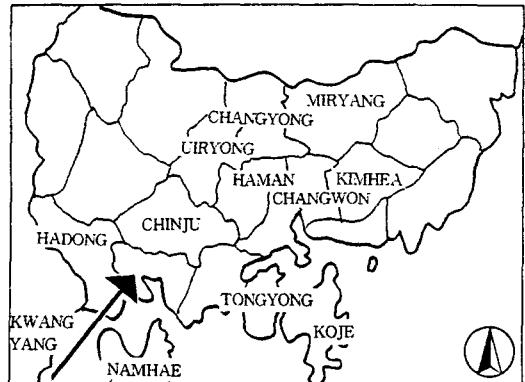 MIRYANG
CHANGYONG
UIRYONG
HAMAN
KIMHEA
CHANGWON
CHINJU
HADONG
TONGYONG
KWANG
YANG
KOJE
NAMHAE